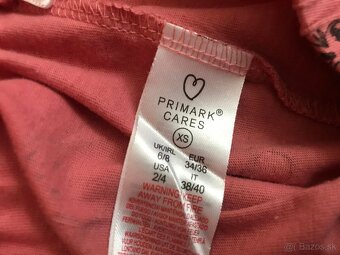 PRIMARK®
CARES
XS
UK/IRL EUR
6/8 34/36
USA IT
2/4 38/40
WARNING KEEP
AWAY FROM FIRE
Bazos.sk